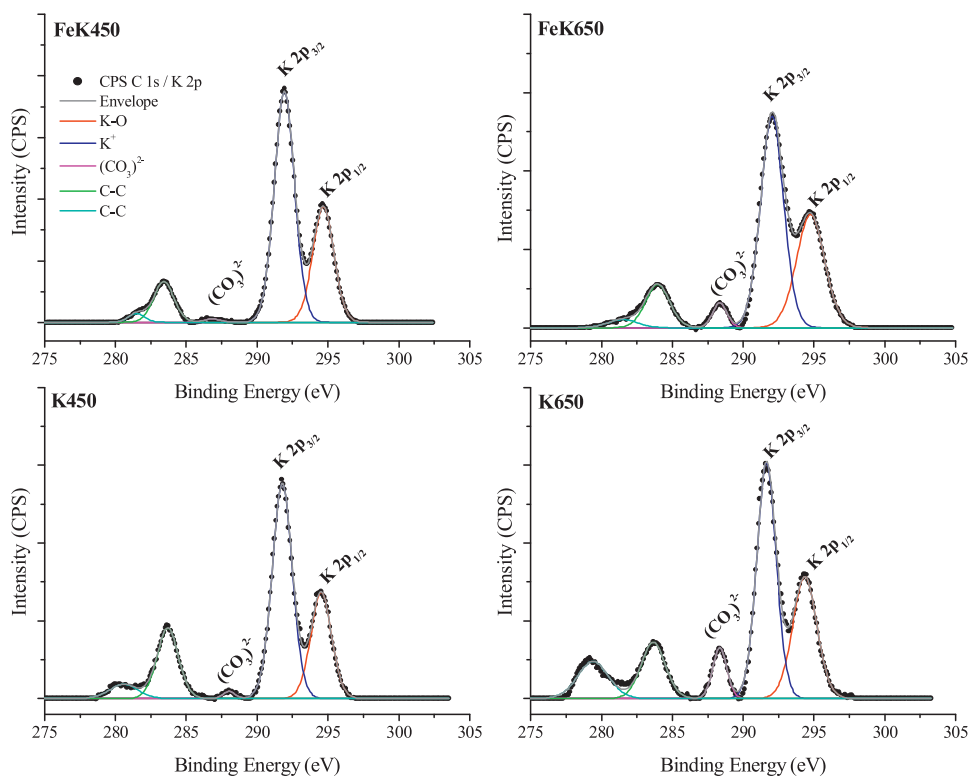 FeK450
CPS C 1s / K 2p
Envelope
K-O
K⁺
(CO₃)²⁻
C-C
C-C
K 2p₃/₂
K 2p₁/₂
(CO₃)²⁻
Intensity (CPS)
275 280 285 290 295 300 305
Binding Energy (eV)
FeK650
K 2p₃/₂
K 2p₁/₂
(CO₃)²⁻
Intensity (CPS)
275 280 285 290 295 300 305
Binding Energy (eV)
K450
K 2p₃/₂
K 2p₁/₂
(CO₃)²⁻
Intensity (CPS)
275 280 285 290 295 300 305
Binding Energy (eV)
K650
K 2p₃/₂
K 2p₁/₂
(CO₃)²⁻
Intensity (CPS)
275 280 285 290 295 300 305
Binding Energy (eV)